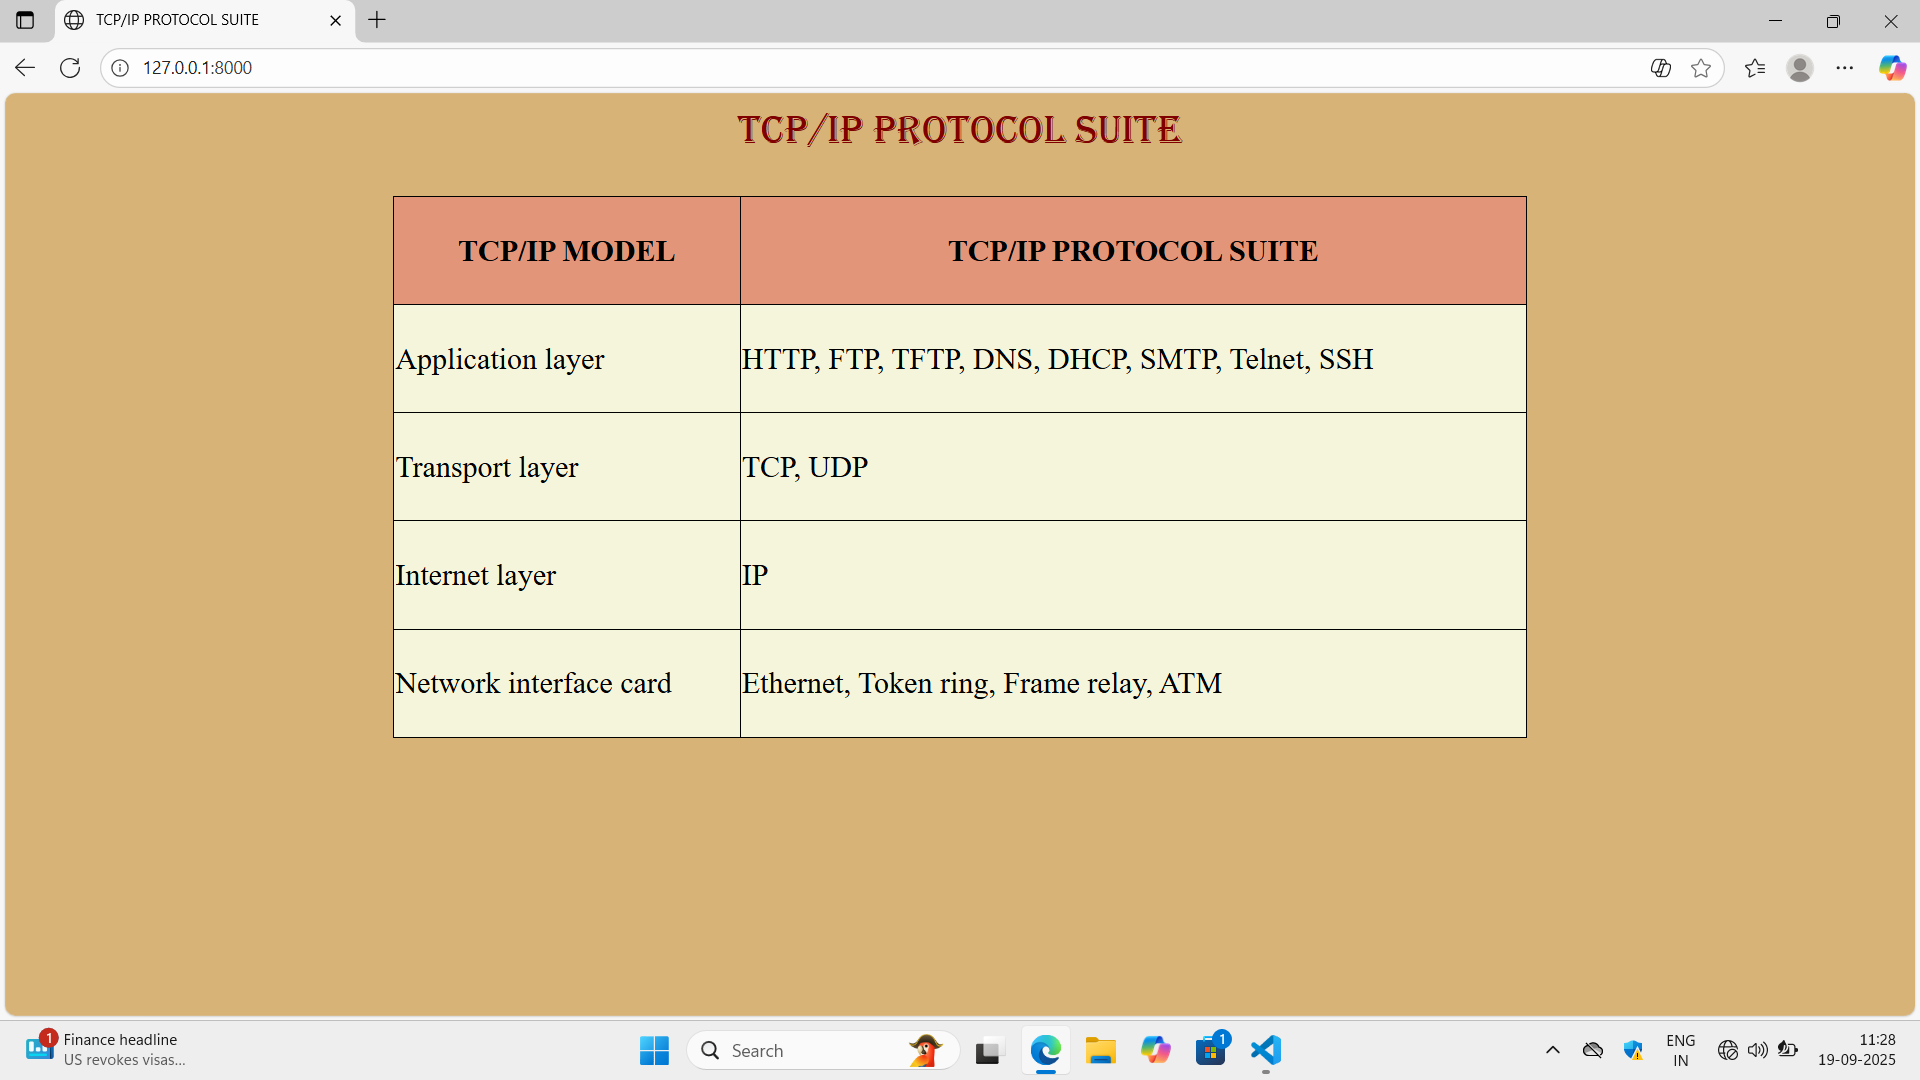 TCP/IP PROTOCOL SUITE
127.0.0.1:8000
TCP/IP PROTOCOL SUITE
TCP/IP MODEL TCP/IP PROTOCOL SUITE
Application layer HTTP, FTP, TFTP, DNS, DHCP, SMTP, Telnet, SSH
Transport layer TCP, UDP
Internet layer IP
Network interface card Ethernet, Token ring, Frame relay, ATM
1
Finance headline
US revokes visas...
Search
1
ENG
IN
11:28
19-09-2025